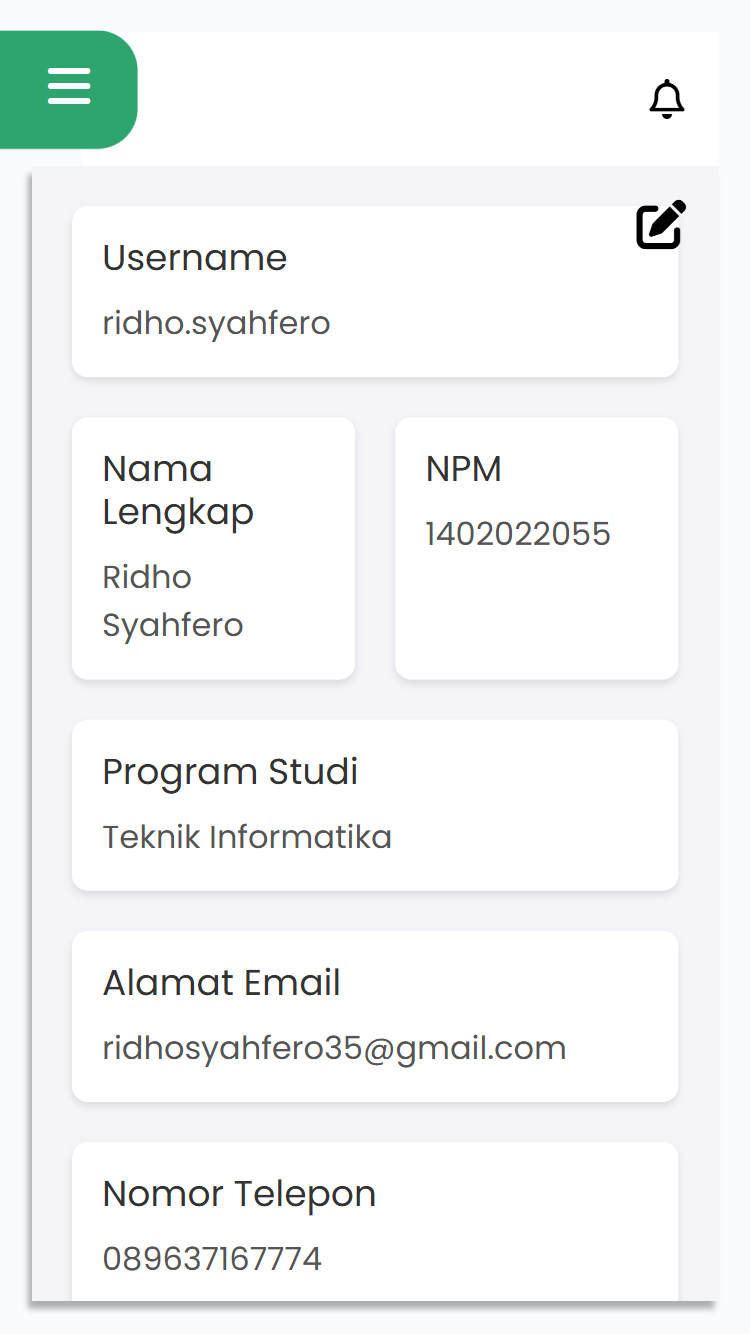 Username
ridho.syahfero
Nama
Lengkap
Ridho
Syahfero
NPM
1402022055
Program Studi
Teknik Informatika
Alamat Email
ridhosyahfero35@gmail.com
Nomor Telepon
089637167774